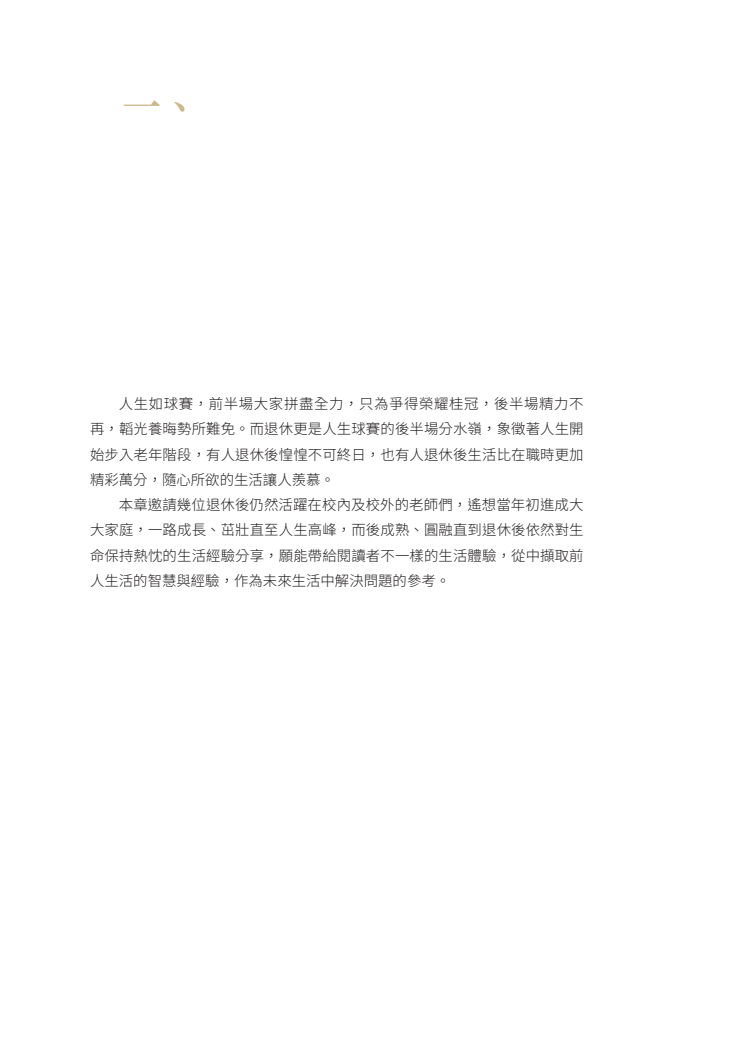 一、
人生如球賽，前半場大家拼盡全力，只為爭得榮耀桂冠，後半場精力不
再，韜光養晦勢所難免。而退休更是人生球賽的後半場分水嶺，象徵著人生開
始步入老年階段，有人退休後惶惶不可終日，也有人退休後生活比在職時更加
精彩萬分，隨心所欲的生活讓人羨慕。
本章邀請幾位退休後仍然活躍在校內及校外的老師們，遙想當年初進成大
大家庭，一路成長、茁壯直至人生高峰，而後成熟、圓融直到退休後依然對生
命保持熱忱的生活經驗分享，願能帶給閱讀者不一樣的生活體驗，從中擷取前
人生活的智慧與經驗，作為未來生活中解決問題的參考。